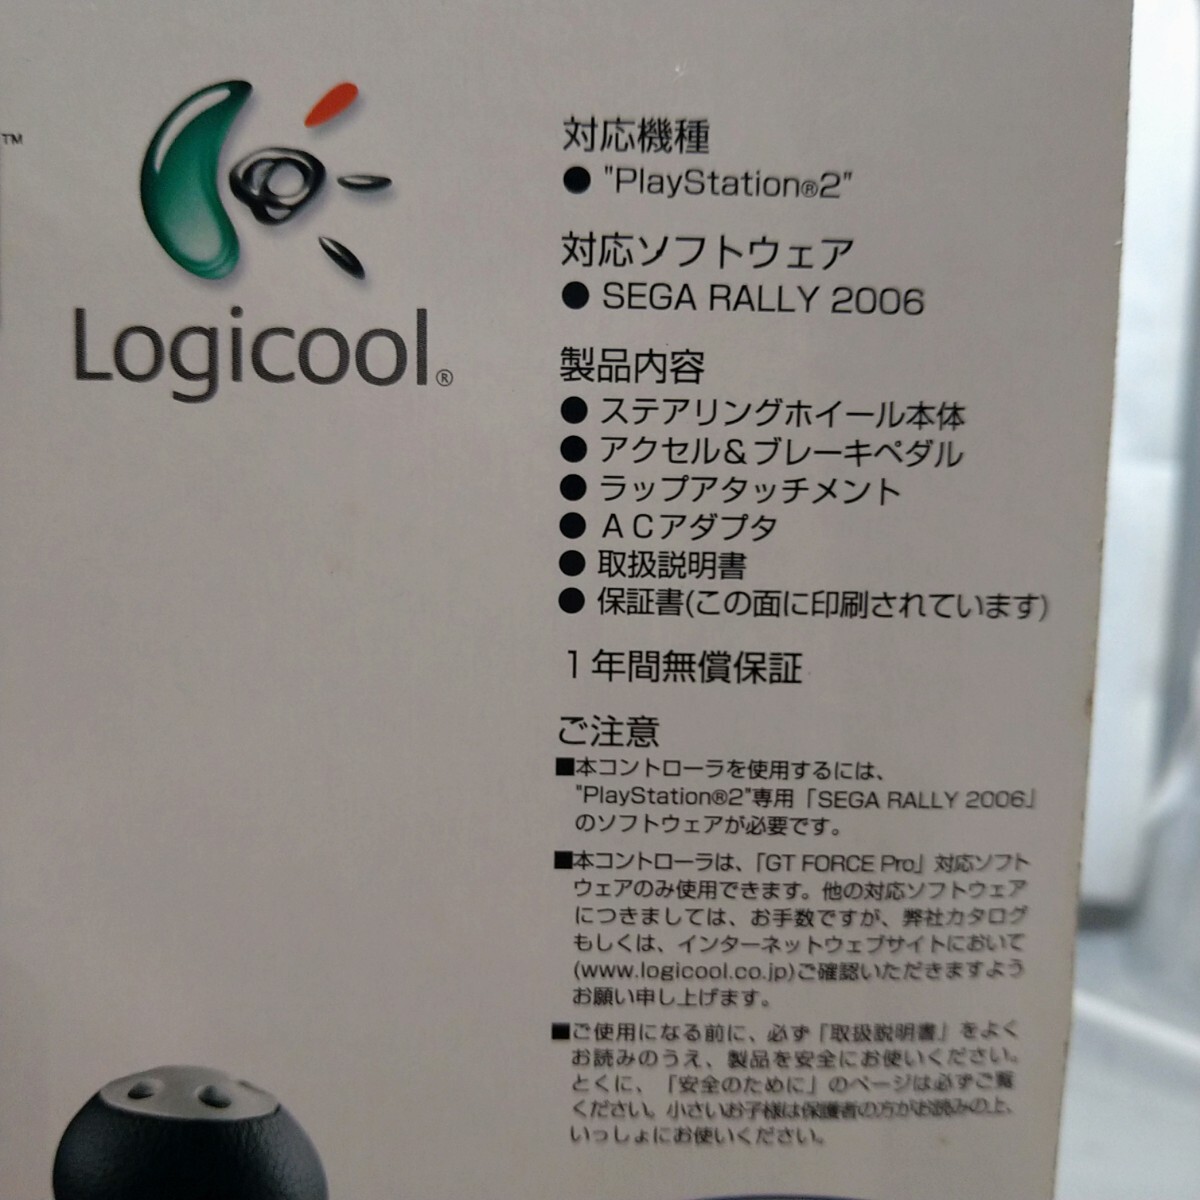 TM
Logicool®
対応機種
● "PlayStation®2"
対応ソフトウェア
● SEGA RALLY 2006
製品内容
● ステアリングホイール本体
● アクセル＆ブレーキペダル
● ラップアタッチメント
● ＡＣアダプタ
● 取扱説明書
● 保証書(この面に印刷されています)
１年間無償保証
ご注意
■本コントローラを使用するには、
"PlayStation®2"専用「SEGA RALLY 2006」
のソフトウェアが必要です。
■本コントローラは、「GT FORCE Pro」対応ソフト
ウェアのみ使用できます。他の対応ソフトウェア
につきましては、お手数ですが、弊社カタログ
もしくは、インターネットウェブサイトにおいて
(www.logicool.co.jp)ご確認いただきますよう
お願い申し上げます。
■ご使用になる前に、必ず「取扱説明書」をよく
お読みのうえ、製品を安全にお使いください。
とくに、「安全のために」のページは必ずご覧
ください。小さいお子様は保護者の方がお読みの上、
いっしょにお使いください。